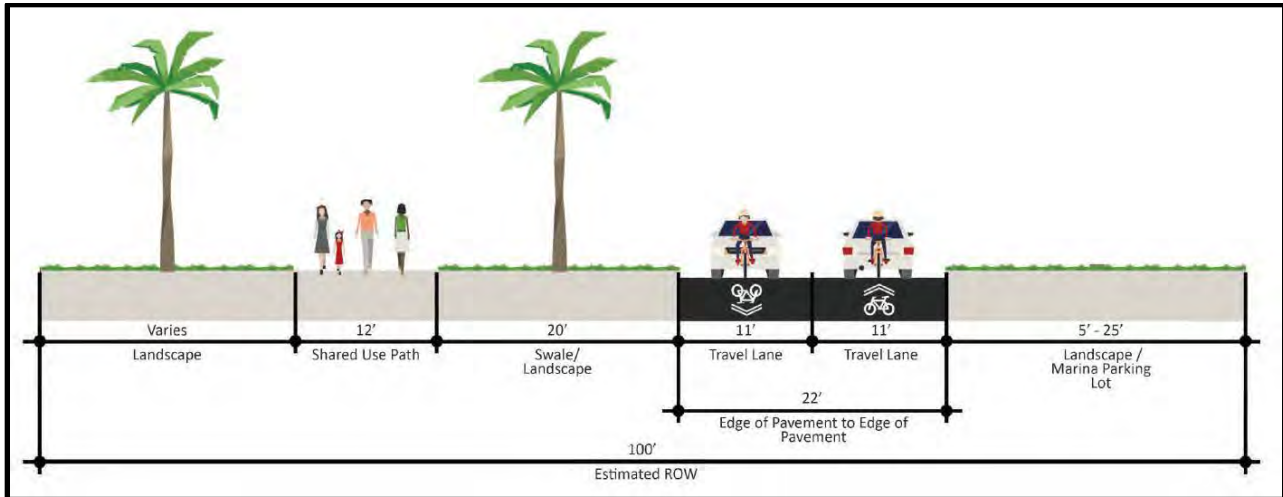 Varies
12’
20’
11’
11’
5’ - 25’
Landscape
Shared Use Path
Swale/
Landscape
Travel Lane
Travel Lane
Landscape /
Marina Parking
Lot
22’
Edge of Pavement to Edge of
Pavement
100’
Estimated ROW